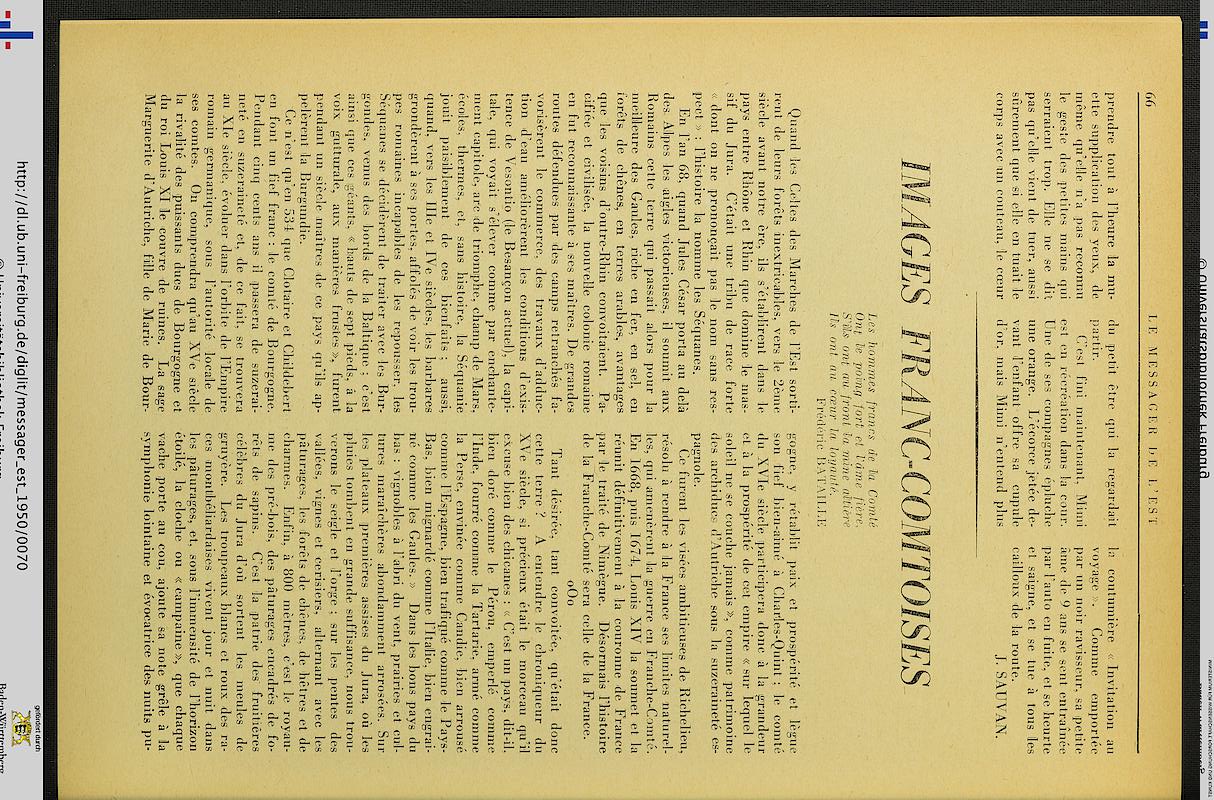 66
LE MESSAGER DE L'EST
prendre tout à l'heure la mu-
ette supplication des yeux, de
même qu'elle n'a pas reconnu
le geste des petites mains qui
serraient trop. Elle ne se dit
pas qu'elle vient de tuer, aussi
sûrement que si elle en tuait le
corps avec un couteau, le cœur
du petit être qui la regardait
partir.
C'est fini maintenant, Mimi
est en récréation dans la cour.
Une de ses compagnes épluche
une orange. L'écorce jetée de-
vant l'enfant offre sa cupule
d'or, mais Mimi n'entend plus
la coutumière « Invitation au
voyage ». Comme emportée
par un noir ravisseur, sa petite
âme de 9 ans se sent entraînée
par l'auto en fuite, et se heurte
et saigne, et se tue à tous les
cailloux de la route.
J. SALVAN.
IMAGES FRANC-COMTOISES
Les hommes francs de la Comté
Ont le poing fort et l'âme fière,
S'ils ont au front la mine altière
Ils ont au cœur la loyauté.
Frédéric BATAILLE
Quand les Celtes des Marches de l'Est sorti-
rent de leurs forêts inextricables, vers le 2ème
siècle avant notre ère, ils s'établirent dans le
pays entre Rhône et Rhin que domine le mas-
sif du Jura. C'était une tribu de race forte
« dont on ne prononçait pas le nom sans res-
pect » : l'histoire la nomme les Séquanes.
En l'an 68, quand Jules César porta au delà
des Alpes les aigles victorieuses, il soumit aux
Romains cette terre qui passait alors pour la
meilleure des Gaules, riche en fer, en sel, en
forêts de chênes, en terres arables, avantages
que les voisins d'outre-Rhin convoitaient. Pa-
cifiée et civilisée, la nouvelle colonie romaine
en fut reconnaissante à ses maîtres. De grandes
routes défendues par des camps retranchés fa-
vorisèrent le commerce, des travaux d'adduc-
tion d'eau améliorèrent les conditions d'exis-
tence de Vesontio (le Besançon actuel), la capi-
tale, qui voyait s'élever comme par enchante-
ment capitole, arc de triomphe, champ de Mars,
écoles, thermes, et, sans histoire, la Séquanie
jouit paisiblement de ces bienfaits ; aussi,
quand, vers les IIIe et IVe siècles, les barbares
grondèrent à ses portes, affolés de voir les trou-
pes romaines incapables de les repousser, les
Séquanes se décidèrent de traiter avec les Bur-
gondes, venus des bords de la Baltique ; c'est
ainsi que ces géants, « hauts de sept pieds, à la
voix gutturale, aux manières frustes », furent
pendant un siècle maîtres de ce pays qu'ils ap-
pelèrent la Burgundie.
Ce n'est qu'en 534 que Clotaire et Childebert
en font un fief franc : le comté de Bourgogne.
Pendant cinq cents ans il passera de suzerai-
neté en suzeraineté et, de ce fait, se trouvera
au XIe siècle, évoluer dans l'orbite de l'Empire
romain germanique, sous l'autorité locale de
ses comtes. On comprendra qu'au XVe siècle
la rivalité des puissants ducs de Bourgogne et
du roi Louis XI le couvre de ruines. La sage
Marguerite d'Autriche, fille de Marie de Bour-
gogne, y rétablit paix et prospérité et lègue
son fief bien-aimé à Charles-Quint : le comté
du XVIe siècle participera donc à la grandeur
et à la prospérité de cet empire « sur lequel le
soleil ne se couche jamais », comme patrimoine
des archiducs d'Autriche sous la suzeraineté es-
pagnole.
Ce furent les visées ambitieuses de Richelieu,
résolu à rendre à la France ses limites naturel-
les, qui amenèrent la guerre en Franche-Comté.
En 1668, puis 1674, Louis XIV la soumet et la
réunit définitivement à la couronne de France
par le traité de Nimègue. Désormais l'histoire
de la Franche-Comté sera celle de la France.
oOo
Tant désirée, tant convoitée, qu'était donc
cette terre ? A entendre le chroniqueur du
XVe siècle, si précieux était le morceau qu'il
excuse bien des chicanes : « C'est un pays, dit-il,
bien doré comme le Pérou, emperlé comme
l'Inde, fourré comme la Tartarie, armé comme
la Perse, envinée comme Candie, bien arrousé
comme l'Espagne, bien trafiqué comme le Pays-
Bas, bien mignardé comme l'Italie, bien engrai-
né comme les Gaules. » Dans les bons pays du
bas : vignobles à l'abri du vent, prairies et cul-
tures maraîchères abondamment arrosées. Sur
les plateaux premières assises du Jura, où les
pluies tombent en grande suffisance, nous trou-
verons le seigle et l'orge ; sur les pentes des
vallées, vignes et cerisiers, alternant avec les
pâturages, les forêts de chênes, de hêtres et de
charmes. Enfin, à 800 mètres, c'est le royau-
me des pré-bois, des pâturages encadrés de fo-
rêts de sapins. C'est la patrie des fruitières
célèbres du Jura d'où sortent les meules de
gruyère. Les troupeaux blancs et roux des ra-
ces montbéliardaises vivent jour et nuit dans
les pâturages, et, sous l'immensité de l'horizon
étoilé, la cloche ou « campaine », que chaque
vache porte au cou, ajoute sa note grêle à la
symphonie lointaine et évocatrice des nuits pu-
http://dl.ub.uni-freiburg.de/diglit/messager_est_1950/0070
© Universitätsbibliothek Freiburg
gefördert durch
Baden-Württemberg